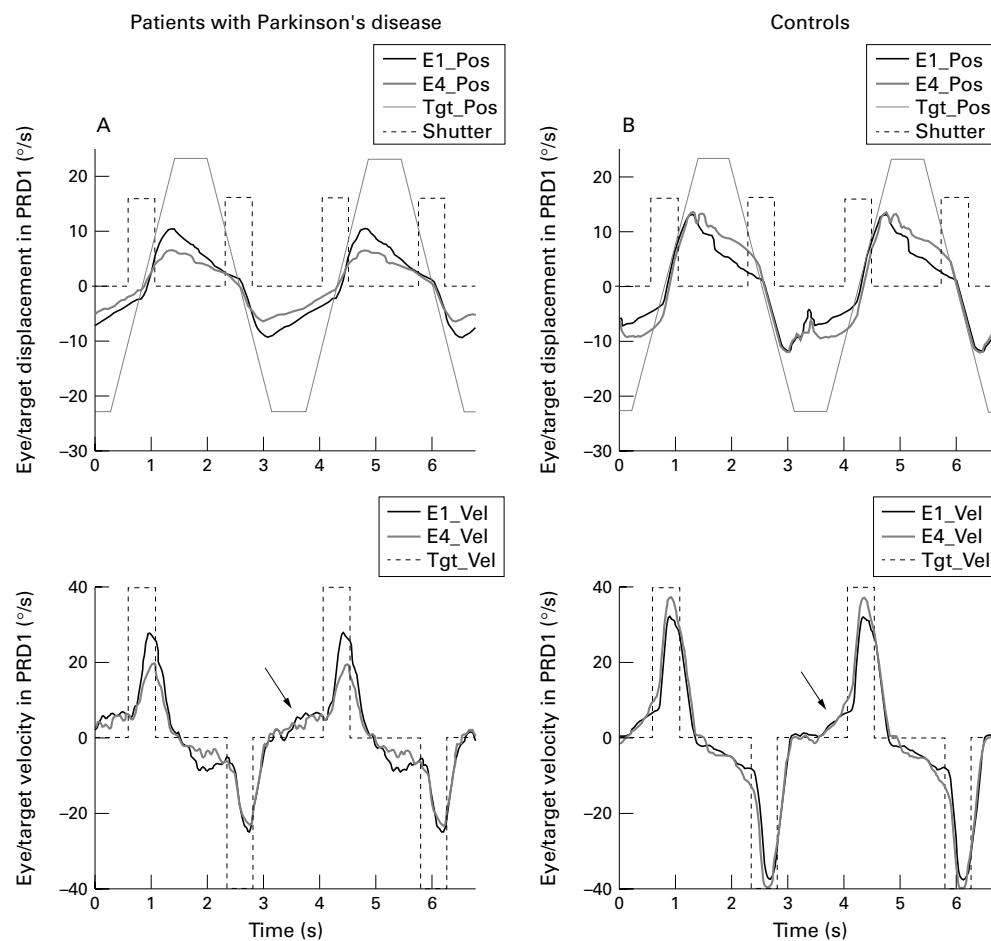 Patients with Parkinson's disease
Controls
E1_Pos
E4_Pos
Tgt_Pos
Shutter
A
Eye/target displacement in PRD1 (°/s)
20
10
0
–10
–20
–30
0 1 2 3 4 5 6
E1_Pos
E4_Pos
Tgt_Pos
Shutter
B
Eye/target displacement in PRD1 (°/s)
20
10
0
–10
–20
–30
0 1 2 3 4 5 6
E1_Vel
E4_Vel
Tgt_Vel
Eye/target velocity in PRD1 (°/s)
40
20
0
–20
–40
0 1 2 3 4 5 6
Time (s)
E1_Vel
E4_Vel
Tgt_Vel
Eye/target velocity in PRD1 (°/s)
40
20
0
–20
–40
0 1 2 3 4 5 6
Time (s)